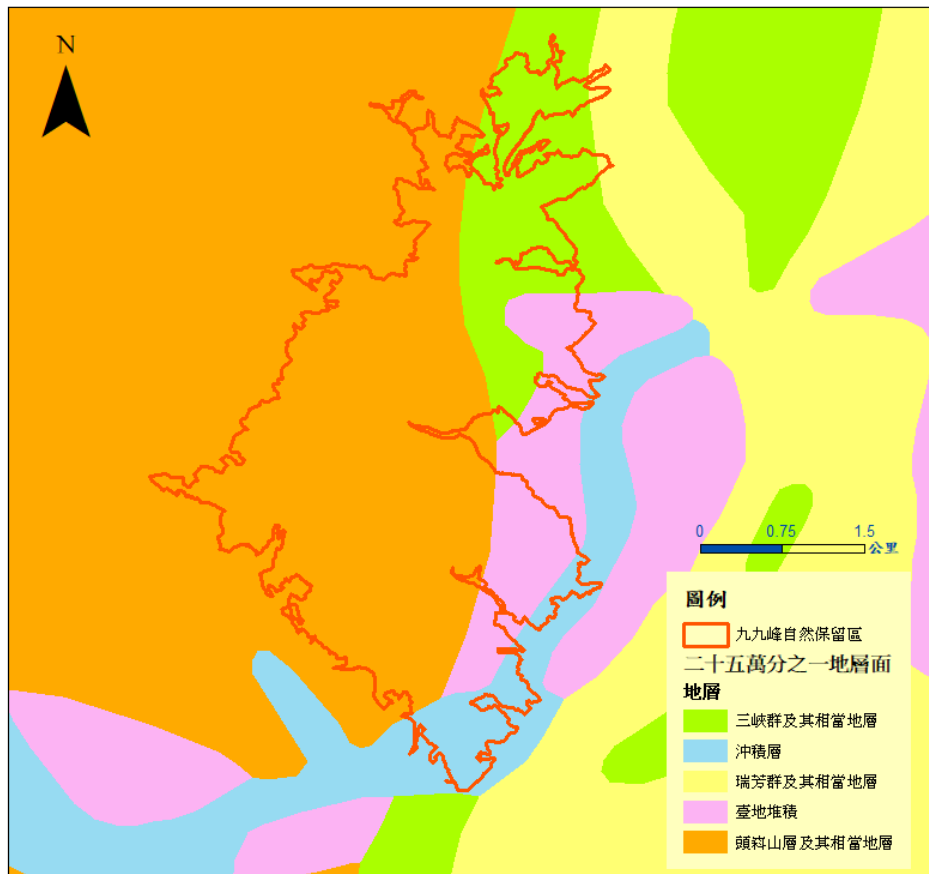 N
0 0.75 1.5
公里
圖例
九九峰自然保留區
二十五萬分之一地層面
地層
三峽群及其相當地層
沖積層
瑞芳群及其相當地層
臺地堆積
頭嵙山層及其相當地層